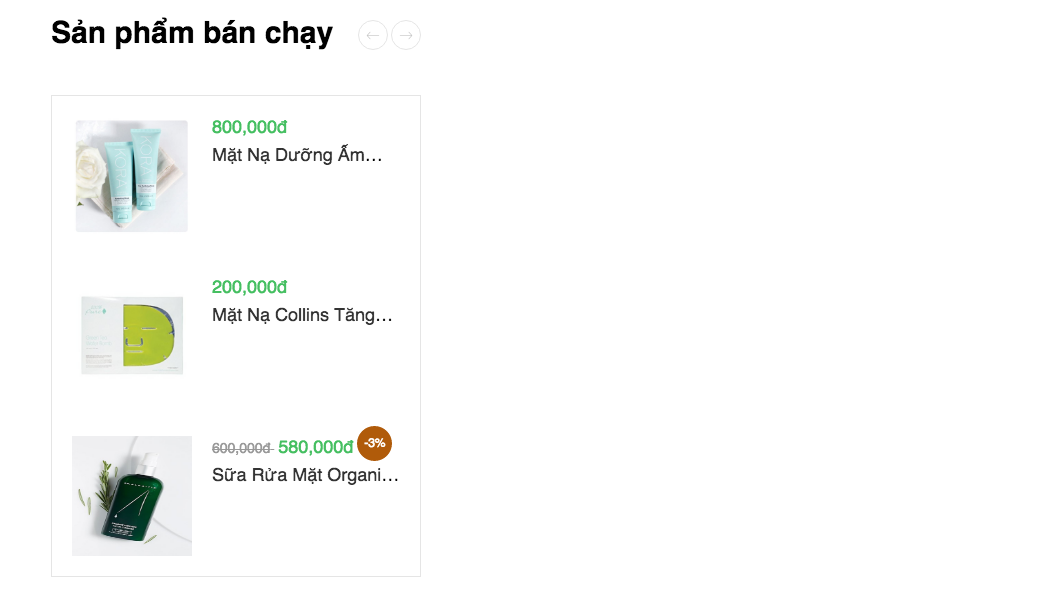 Sản phẩm bán chạy
800,000đ
Mặt Nạ Dưỡng Ẩm...
200,000đ
Mặt Nạ Collins Tăng...
600,000đ 580,000đ -3%
Sữa Rửa Mặt Organi...